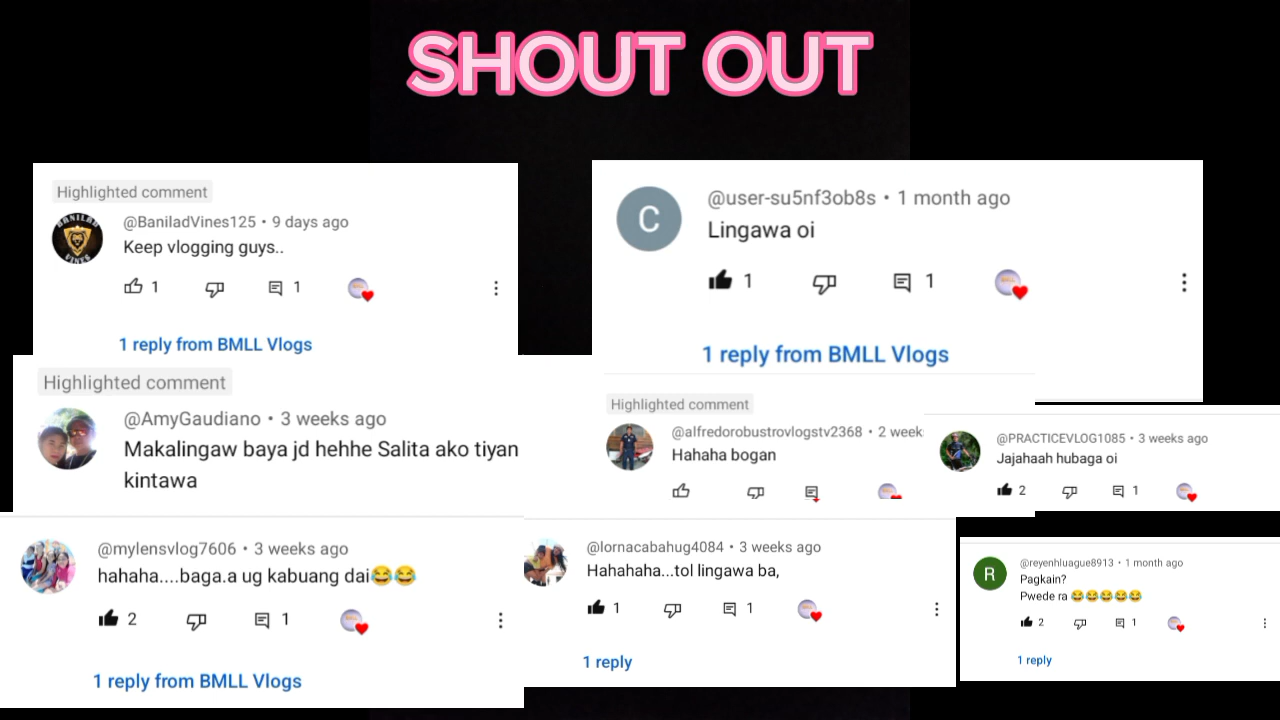 SHOUT OUT
Highlighted comment
BANILAD
VINES
@BaniladVines125 • 9 days ago
Keep vlogging guys..
1
1
1 reply from BMLL Vlogs
Highlighted comment
@AmyGaudiano • 3 weeks ago
Makalingaw baya jd hehhe Salita ako tiyan
kintawa
@mylensvlog7606 • 3 weeks ago
hahaha....baga.a ug kabuang dai😂😂
2
1
1 reply from BMLL Vlogs
C
@user-su5nf3ob8s • 1 month ago
Lingawa oi
1
1
1 reply from BMLL Vlogs
Highlighted comment
@alfredorobustrovlogstv2368 • 2 week
Hahaha bogan
@PRACTICEVLOG1085 • 3 weeks ago
Jajahaah hubaga oi
2
1
@lornacabahug4084 • 3 weeks ago
Hahahaha...tol lingawa ba,
1
1
1 reply
R
@reyenhluague8913 • 1 month ago
Pagkain?
Pwede ra 😂😂😂😂😂
2
1
1 reply